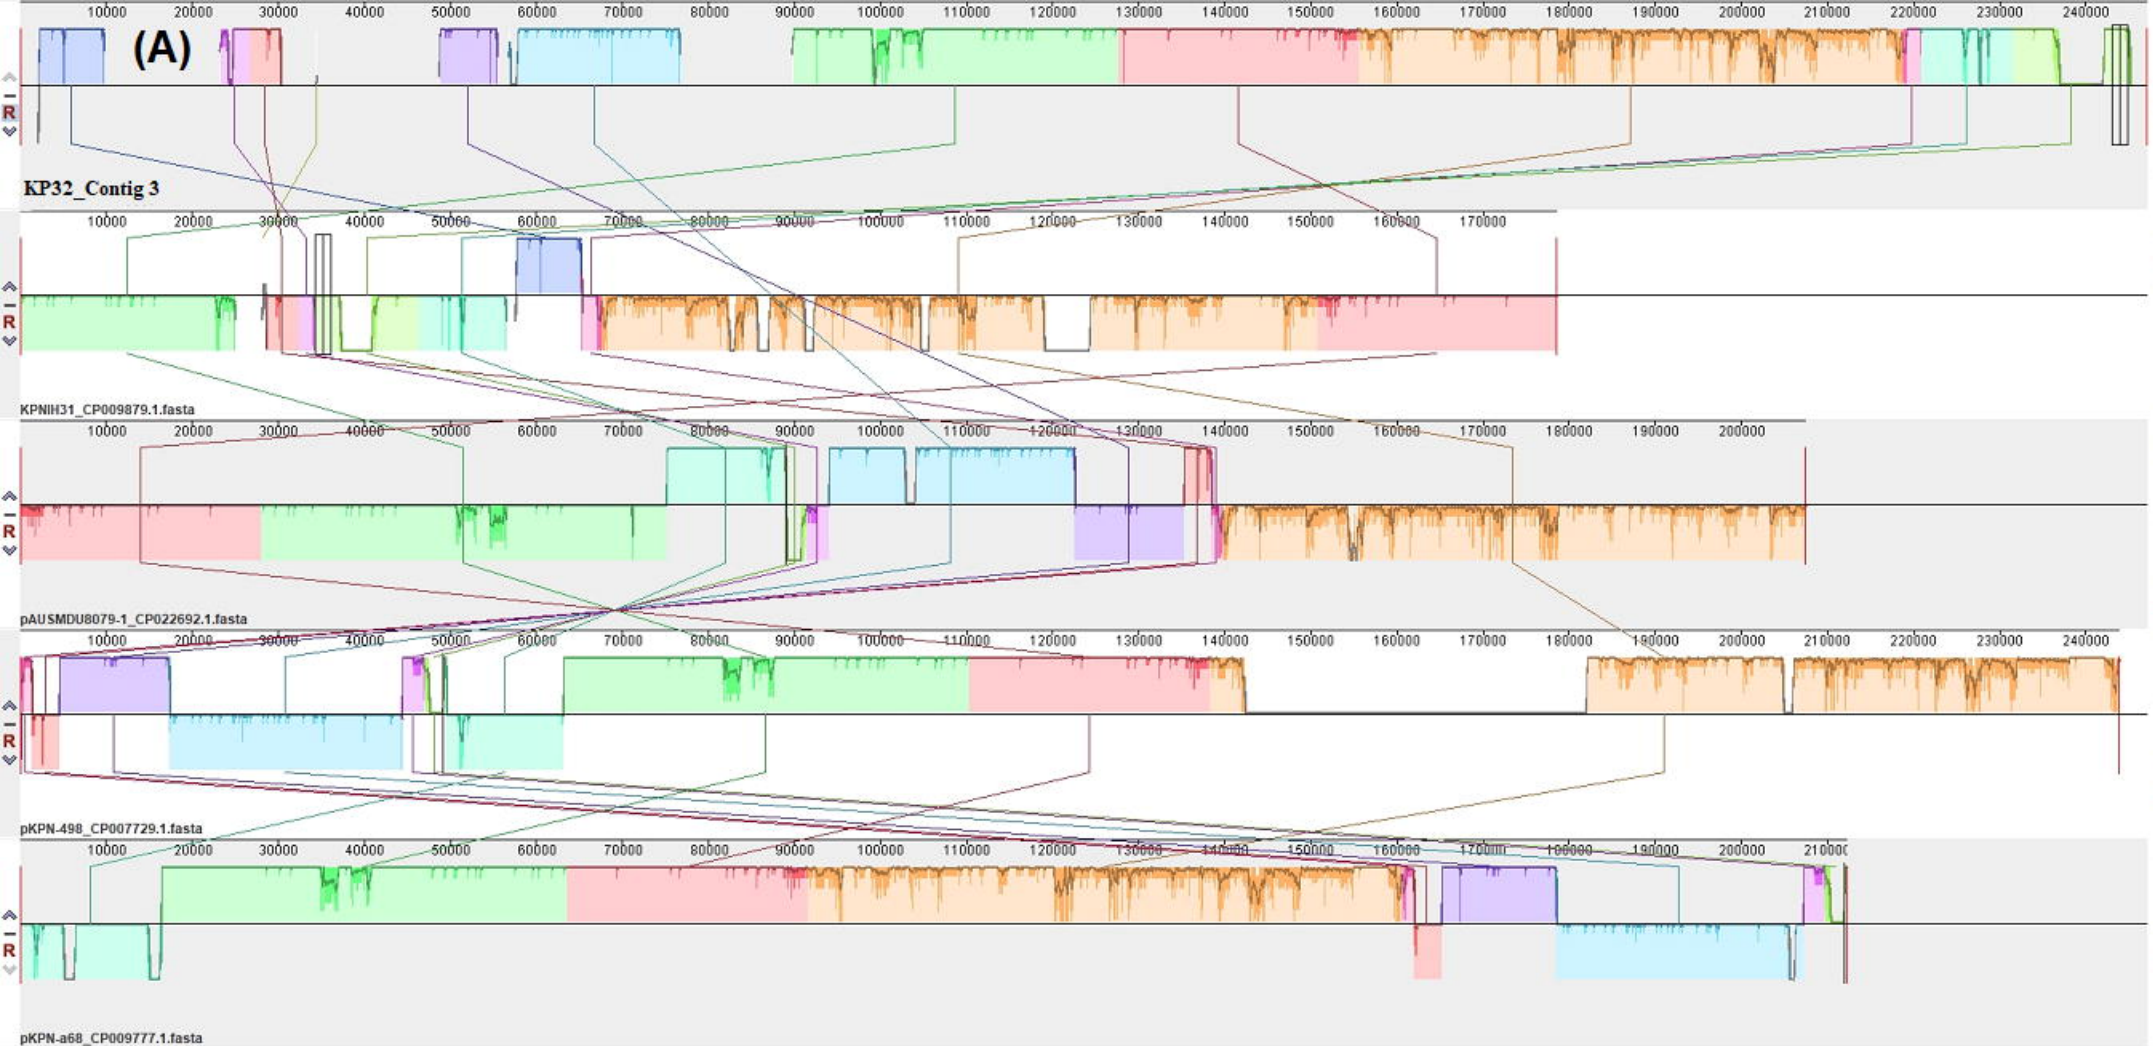 10000 20000 30000 40000 50000 60000 70000 80000 90000 100000 110000 120000 130000 140000 150000 160000 170000 180000 190000 200000 210000 220000 230000 240000
(A)
R
KP32_Contig 3
10000 20000 30000 40000 50000 60000 70000 80000 90000 100000 110000 120000 130000 140000 150000 160000 170000
R
KPNIH31_CP009879.1.fasta
10000 20000 30000 40000 50000 60000 70000 80000 90000 100000 110000 120000 130000 140000 150000 160000 170000 180000 190000 200000
R
pAUSMDU8079-1_CP022692.1.fasta
10000 20000 30000 40000 50000 60000 70000 80000 90000 100000 110000 120000 130000 140000 150000 160000 170000 180000 190000 200000 210000 220000 230000 240000
R
pKPN-498_CP007729.1.fasta
10000 20000 30000 40000 50000 60000 70000 80000 90000 100000 110000 120000 130000 140000 150000 160000 170000 180000 190000 200000 210000
R
pKPN-a68_CP009777.1.fasta